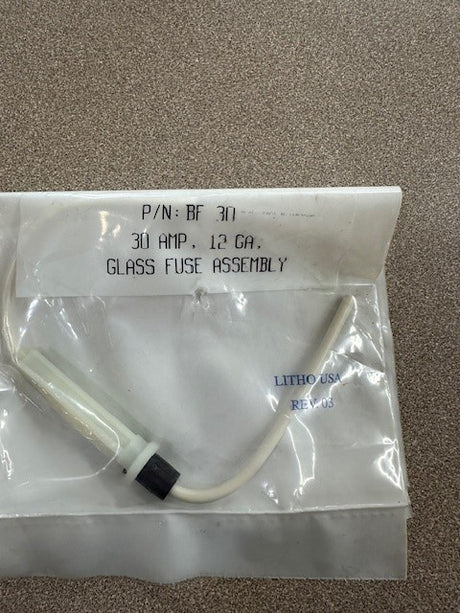 P/N: BF 30
30 AMP, 12 GA,
GLASS FUSE ASSEMBLY
LITHO USA
REV. 03